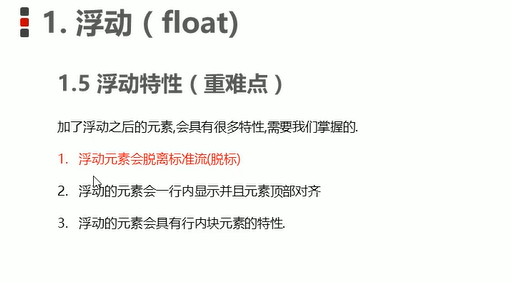 1. 浮动（float)
1.5 浮动特性（重难点）
加了浮动之后的元素,会具有很多特性,需要我们掌握的.
1. 浮动元素会脱离标准流(脱标)
2. 浮动的元素会一行内显示并且元素顶部对齐
3. 浮动的元素会具有行内块元素的特性.